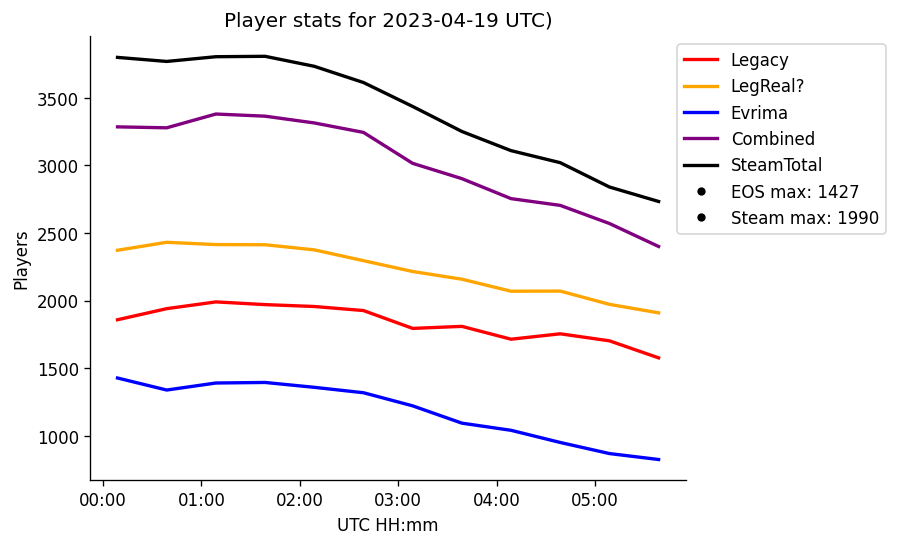 Player stats for 2023-04-19 UTC)
Legacy
LegReal?
Evrima
Combined
SteamTotal
EOS max: 1427
Steam max: 1990
Players
3500
3000
2500
2000
1500
1000
00:00 01:00 02:00 03:00 04:00 05:00
UTC HH:mm